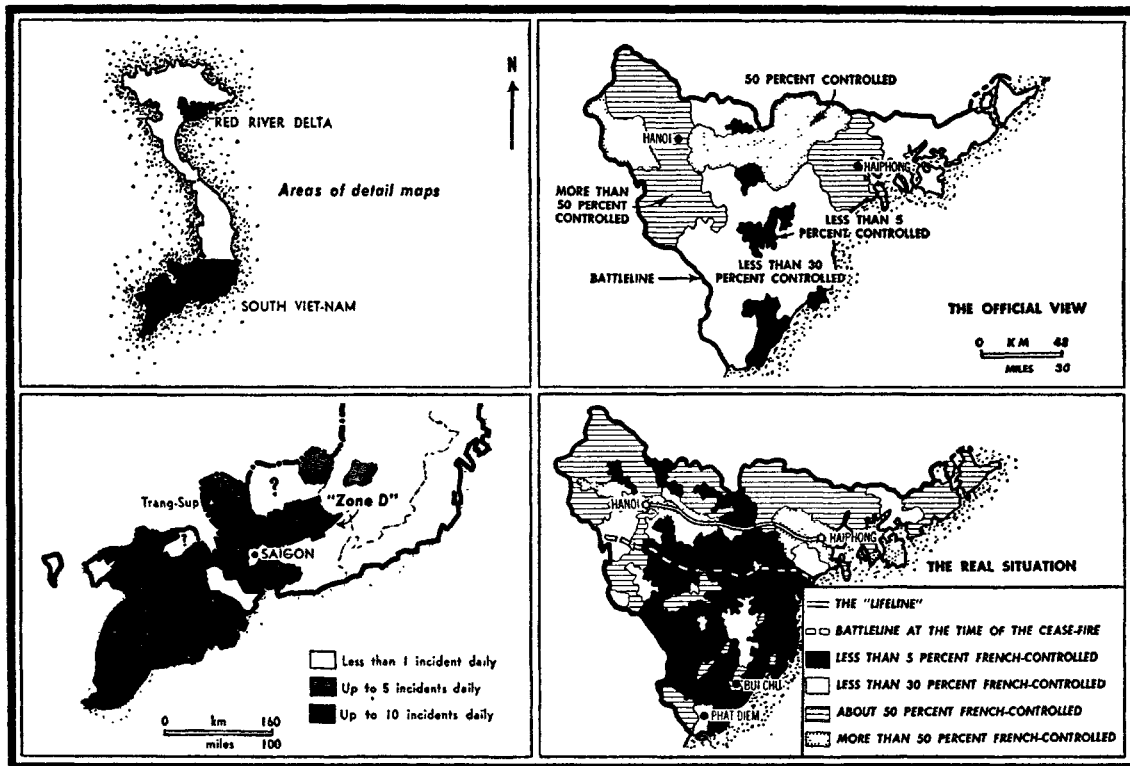 N
RED RIVER DELTA
Areas of detail maps
SOUTH VIET-NAM
50 PERCENT CONTROLLED
HANOI
HAIPHONG
MORE THAN
50 PERCENT
CONTROLLED
LESS THAN 5
PERCENT CONTROLLED
LESS THAN 30
PERCENT CONTROLLED
BATTLELINE
THE OFFICIAL VIEW
0 KM 48
MILES 30
?
Trang-Sup
"Zone D"
?
SAIGON
Less than 1 incident daily
Up to 5 incidents daily
Up to 10 incidents daily
0 km 160
miles 100
HANOI
HAIPHONG
THE REAL SITUATION
BUI CHU
PHAT DIEM
THE "LIFELINE"
BATTLELINE AT THE TIME OF THE CEASE-FIRE
LESS THAN 5 PERCENT FRENCH-CONTROLLED
LESS THAN 30 PERCENT FRENCH-CONTROLLED
ABOUT 50 PERCENT FRENCH-CONTROLLED
MORE THAN 50 PERCENT FRENCH-CONTROLLED